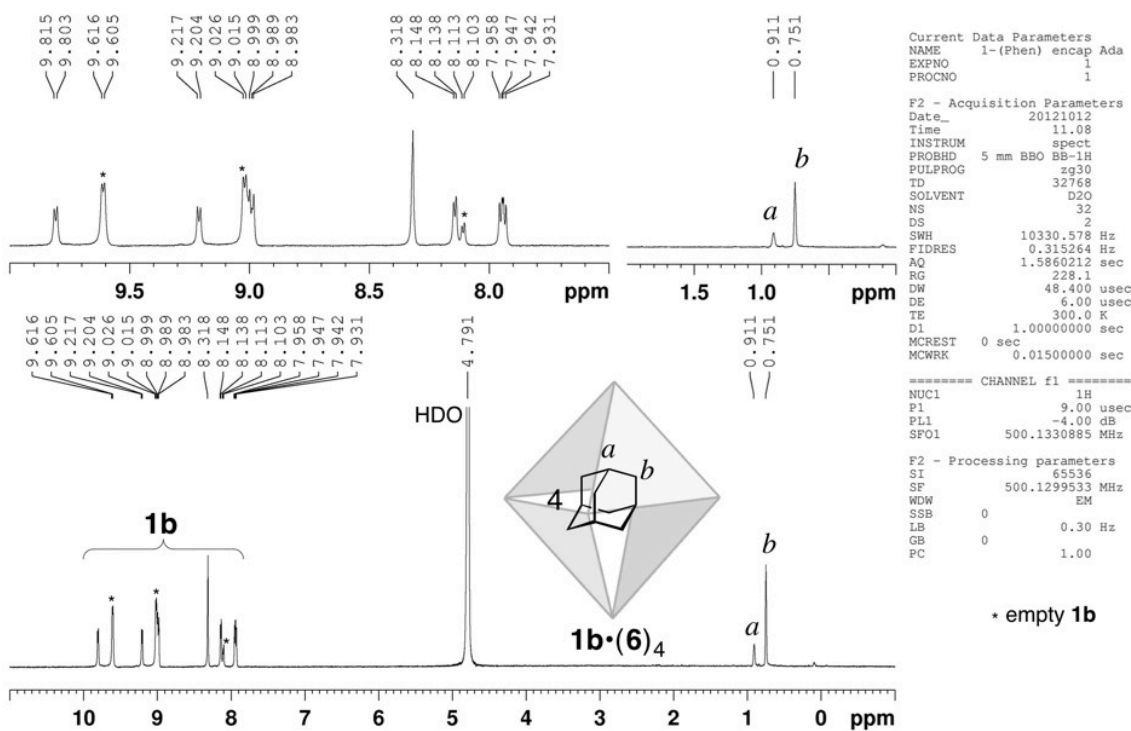 9.815
9.803
9.616
9.605
9.217
9.204
9.026
9.015
8.999
8.989
8.983
8.318
8.148
8.138
8.113
8.103
7.958
7.947
7.942
7.931
0.911
0.751
*
*
*
a
b
9.5 9.0 8.5 8.0 ppm
1.5 1.0 ppm
9.616
9.605
9.217
9.204
9.026
9.015
8.999
8.989
8.983
8.318
8.148
8.138
8.113
8.103
7.958
7.947
7.942
7.931
4.791
0.911
0.751
HDO
1b
*
*
*
4
a
b
1b•(6)4
a
b
10 9 8 7 6 5 4 3 2 1 0 ppm
Current Data Parameters
NAME 1-(Phen) encap Ada
EXPNO 1
PROCNO 1
F2 - Acquisition Parameters
Date_ 20121012
Time 11.08
INSTRUM spect
PROBHD 5 mm BBO BB-1H
PULPROG zg30
TD 32768
SOLVENT D2O
NS 32
DS 2
SWH 10330.578 Hz
FIDRES 0.315264 Hz
AQ 1.5860212 sec
RG 228.1
DW 48.400 usec
DE 6.00 usec
TE 300.0 K
D1 1.00000000 sec
MCREST 0 sec
MCWRK 0.01500000 sec
======== CHANNEL f1 ========
NUC1 1H
P1 9.00 usec
PL1 -4.00 dB
SFO1 500.1330885 MHz
F2 - Processing parameters
SI 65536
SF 500.1299533 MHz
WDW EM
SSB 0
LB 0.30 Hz
GB 0
PC 1.00
* empty 1b